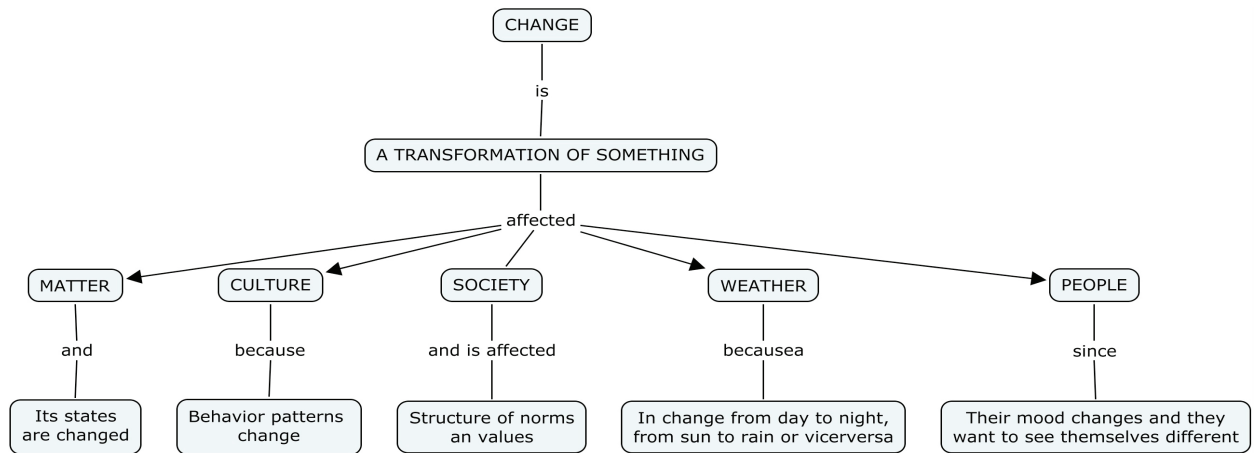 CHANGE
is
A TRANSFORMATION OF SOMETHING
affected
MATTER
CULTURE
SOCIETY
WEATHER
PEOPLE
and
because
and is affected
becausea
since
Its states
are changed
Behavior patterns
change
Structure of norms
an values
In change from day to night,
from sun to rain or vicerversa
Their mood changes and they
want to see themselves different